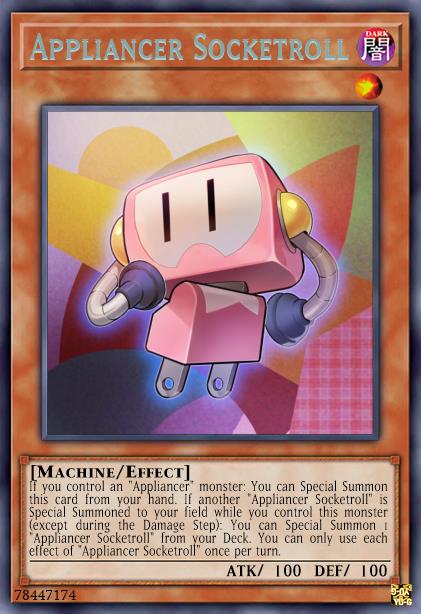 Appliancer Socketroll
DARK
闇
[Machine/Effect]
If you control an "Appliancer" monster: You can Special Summon
this card from your hand. If another "Appliancer Socketroll" is
Special Summoned to your field while you control this monster
(except during the Damage Step): You can Special Summon 1
"Appliancer Socketroll" from your Deck. You can only use each
effect of "Appliancer Socketroll" once per turn.
ATK/ 100 DEF/ 100
78447174